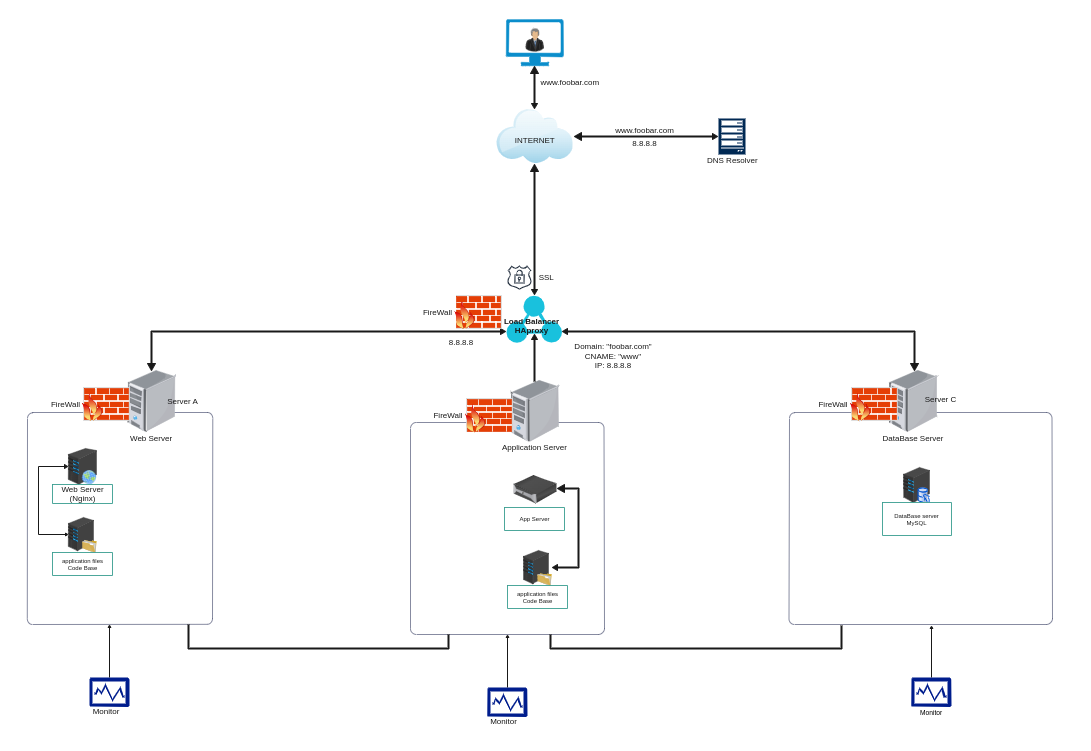 www.foobar.com
INTERNET
www.foobar.com
8.8.8.8
DNS Resolver
SSL
FireWall
Load Balancer
HAproxy
8.8.8.8
Domain: "foobar.com"
CNAME: "www"
IP: 8.8.8.8
FireWall
Server A
Web Server
FireWall
Application Server
FireWall
Server C
DataBase Server
Web Server
(Nginx)
application files
Code Base
App Server
application files
Code Base
DataBase server
MySQL
Monitor
Monitor
Monitor